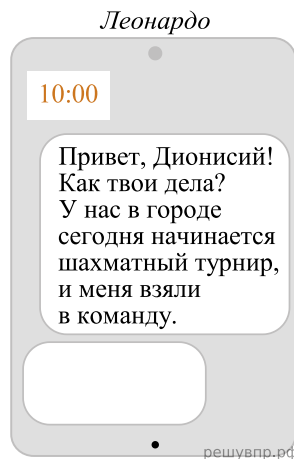 Леонардо
10:00
Привет, Дионисий!
Как твои дела?
У нас в городе
сегодня начинается
шахматный турнир,
и меня взяли
в команду.
решувпр.рф